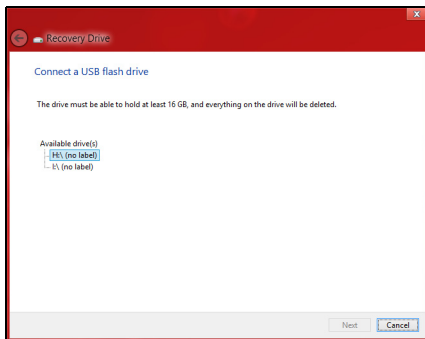 x
Recovery Drive
Connect a USB flash drive
The drive must be able to hold at least 16 GB, and everything on the drive will be deleted.
Available drive(s)
H:\ (no label)
I:\ (no label)
Next
Cancel